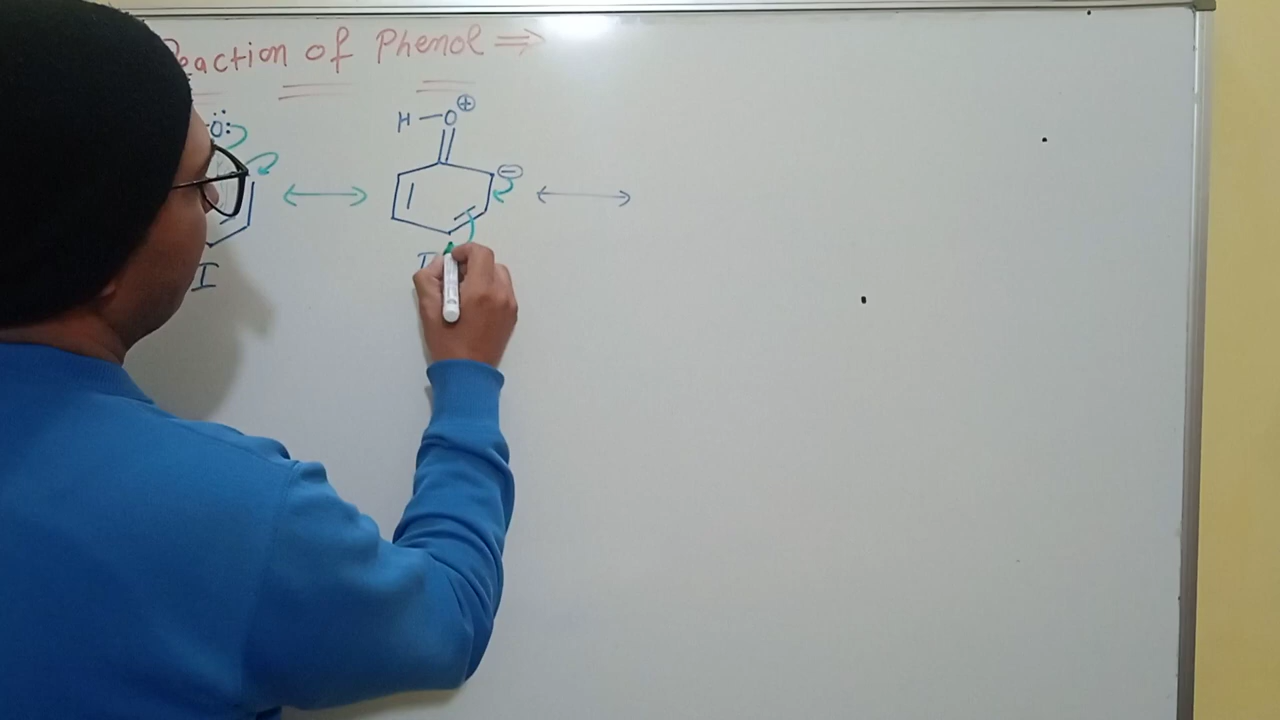 Reaction of Phenol ⇒
H – O ⊕
O:
⊖
I